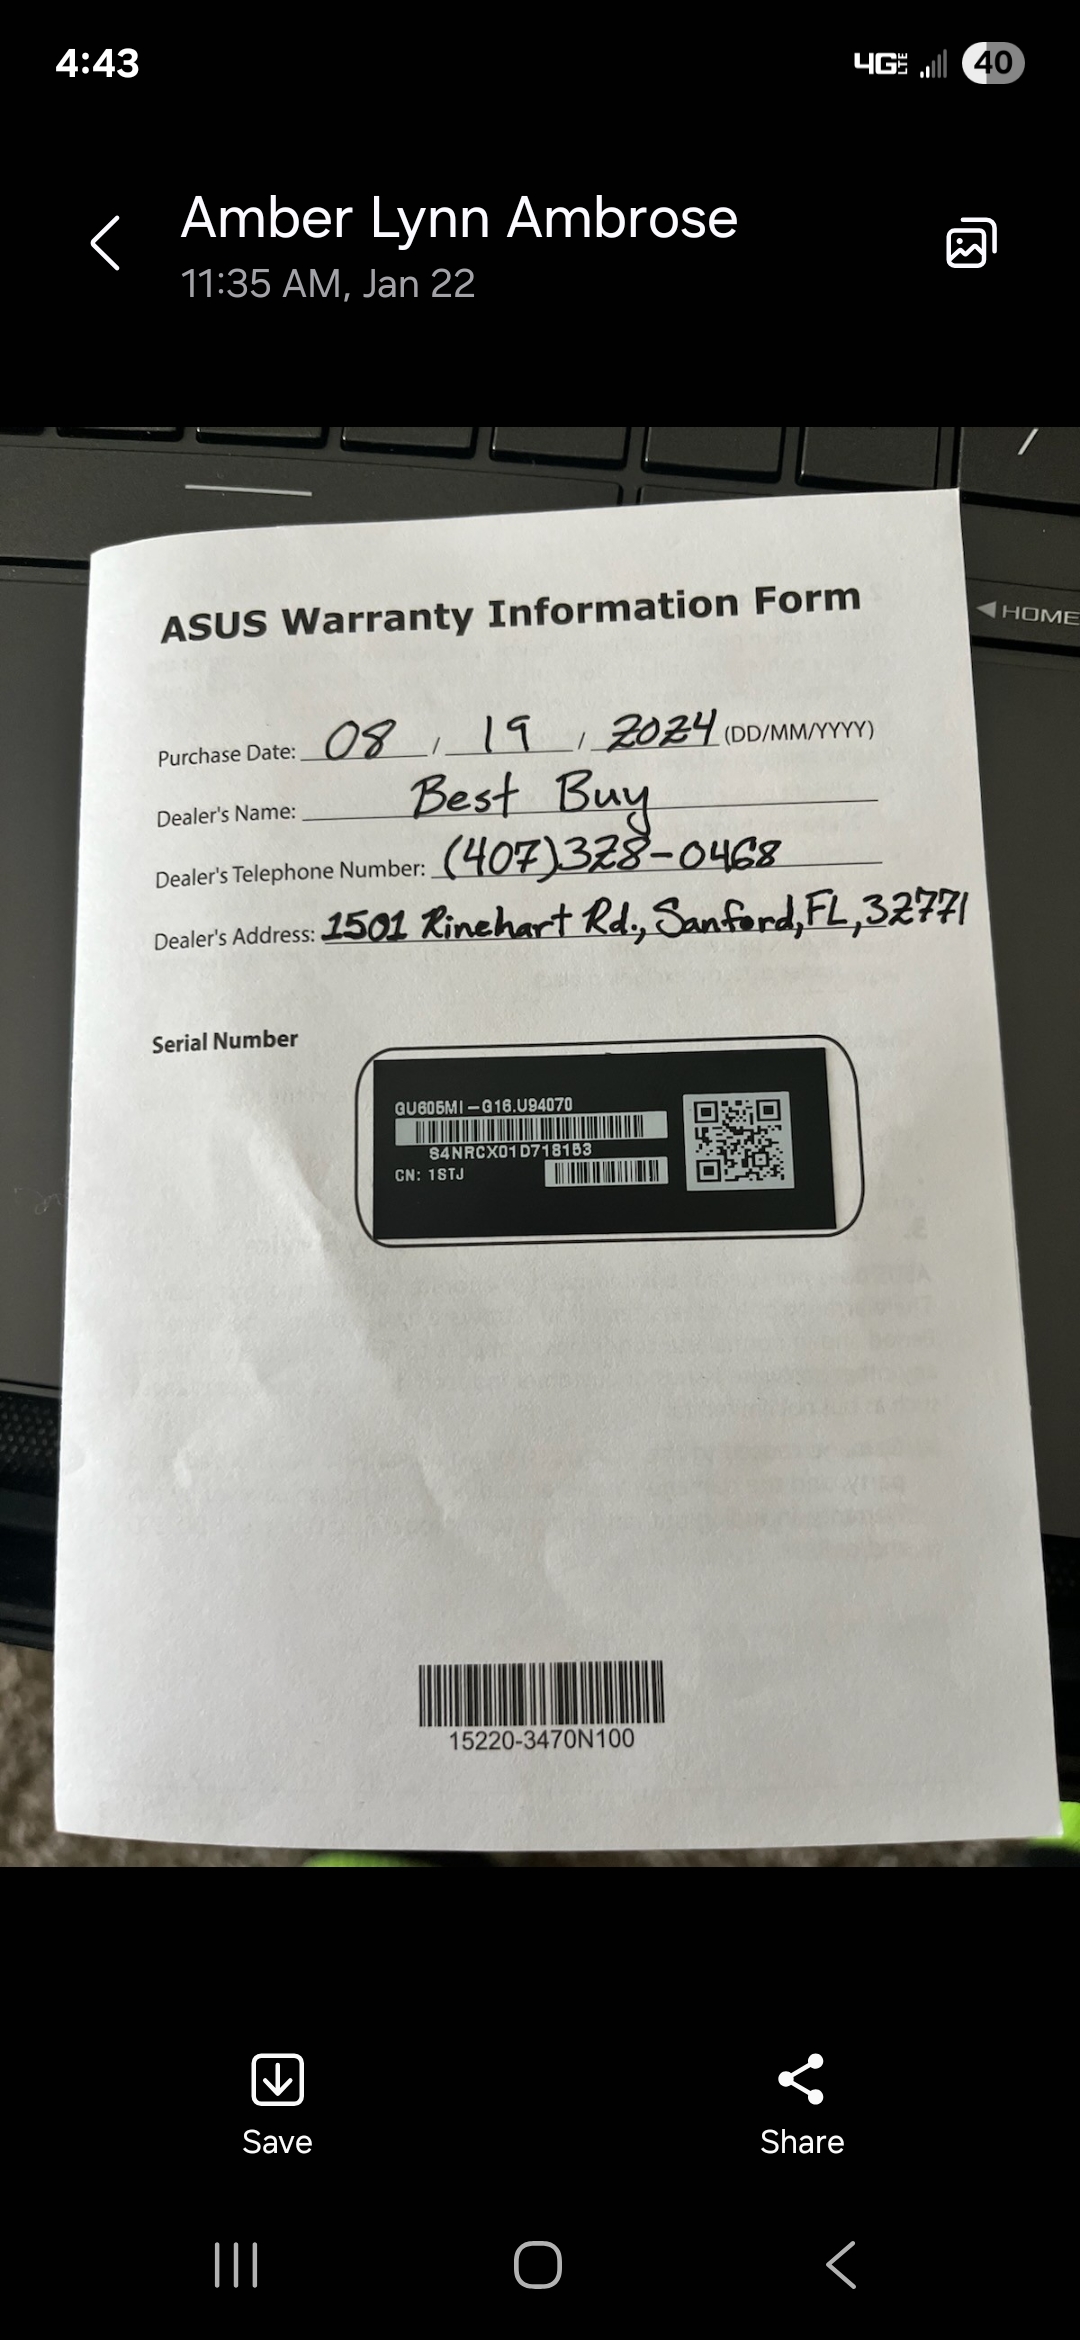 4:43
4G LTE
40
Amber Lynn Ambrose
11:35 AM, Jan 22
HOME
ASUS Warranty Information Form
Purchase Date: 08 / 19 / 2024 (DD/MM/YYYY)
Dealer's Name: Best Buy
Dealer's Telephone Number: (407)328-0468
Dealer's Address: 1501 Rinehart Rd., Sanford, FL, 32771
Serial Number
GU605MI-G16.U94070
S4NRCX01D718153
CN: 1STJ
15220-3470N100
Save
Share